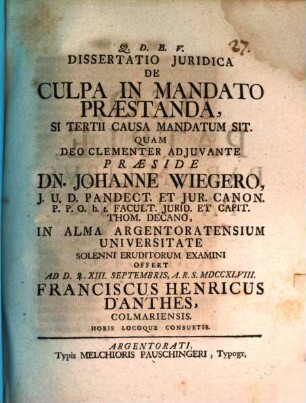 Q. D. B. V.
27.
DISSERTATIO JURIDICA
DE
CULPA IN MANDATO
PRÆSTANDA,
SI TERTII CAUSA MANDATUM SIT.
QUAM
DEO CLEMENTER ADJUVANTE
PRÆSIDE
DN. JOHANNE WIEGERO,
J. U. D. PANDECT. ET JUR. CANON.
P. P. O. h. t. FACULT. JURID. ET CAPIT.
THOM. DECANO,
IN ALMA ARGENTORATENSIUM
UNIVERSITATE
SOLENNI ERUDITORUM EXAMINI
OFFERT
AD D. XIII. SEPTEMBRIS, A. R. S. MDCCXLVIII.
FRANCISCUS HENRICUS
D'ANTHES,
COLMARIENSIS.
HORIS LOCOQUE CONSUETIS.
ARGENTORATI,
Typis MELCHIORIS PAUSCHINGERI, Typogr.